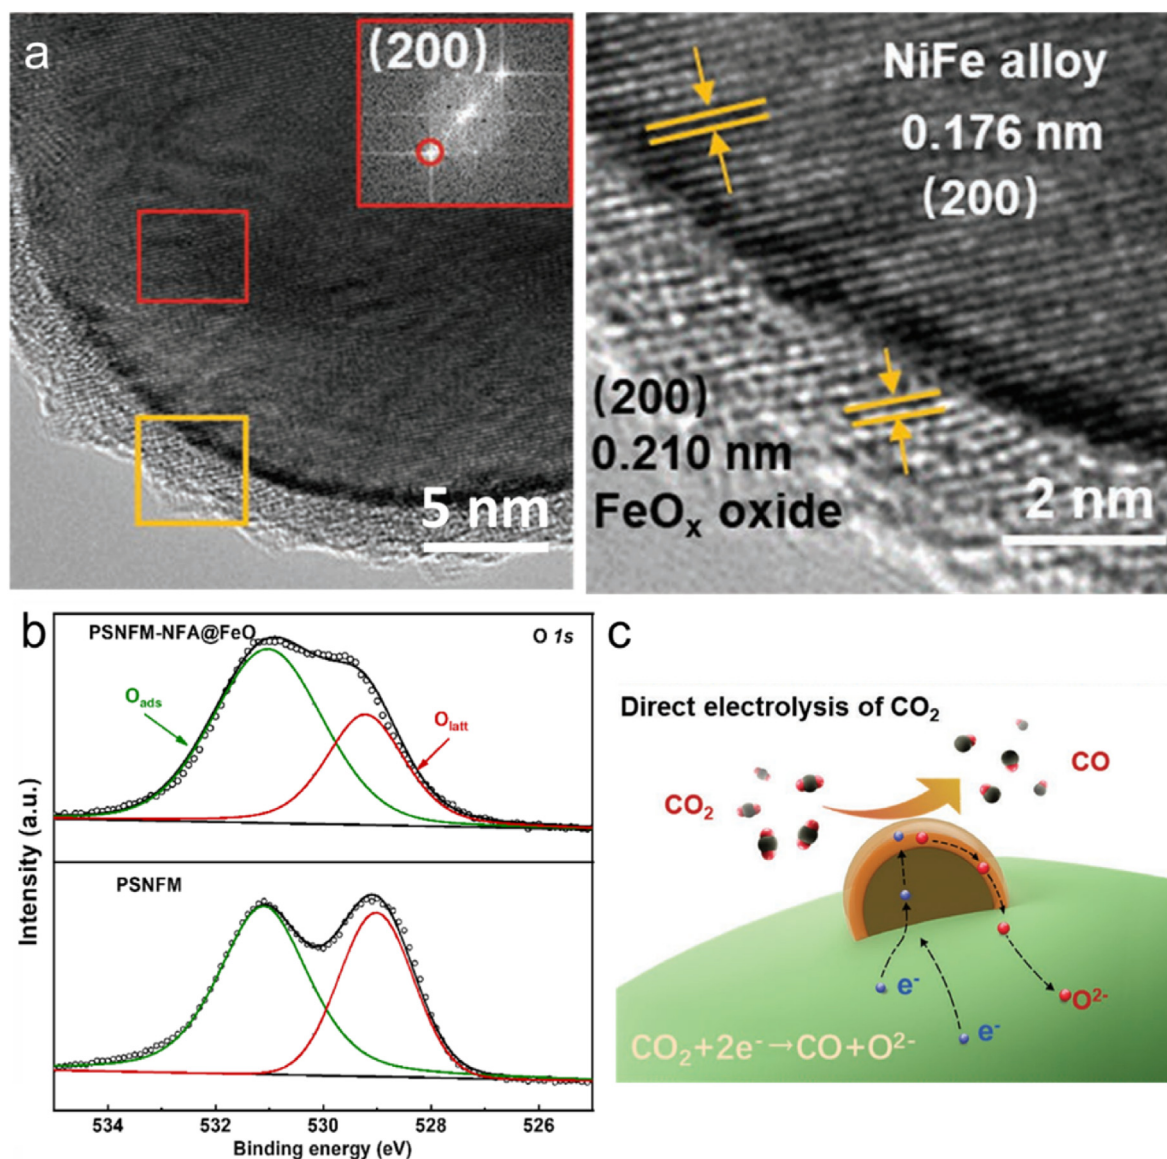 a
(200)
5 nm
NiFe alloy
0.176 nm
(200)
(200)
0.210 nm
FeOₓ oxide
2 nm
b
PSNFM-NFA@FeO
O 1s
O_ads
O_latt
PSNFM
Intensity (a.u.)
534
532
530
528
526
Binding energy (eV)
c
Direct electrolysis of CO₂
CO₂
CO
e⁻
e⁻
O²⁻
CO₂+2e⁻→CO+O²⁻